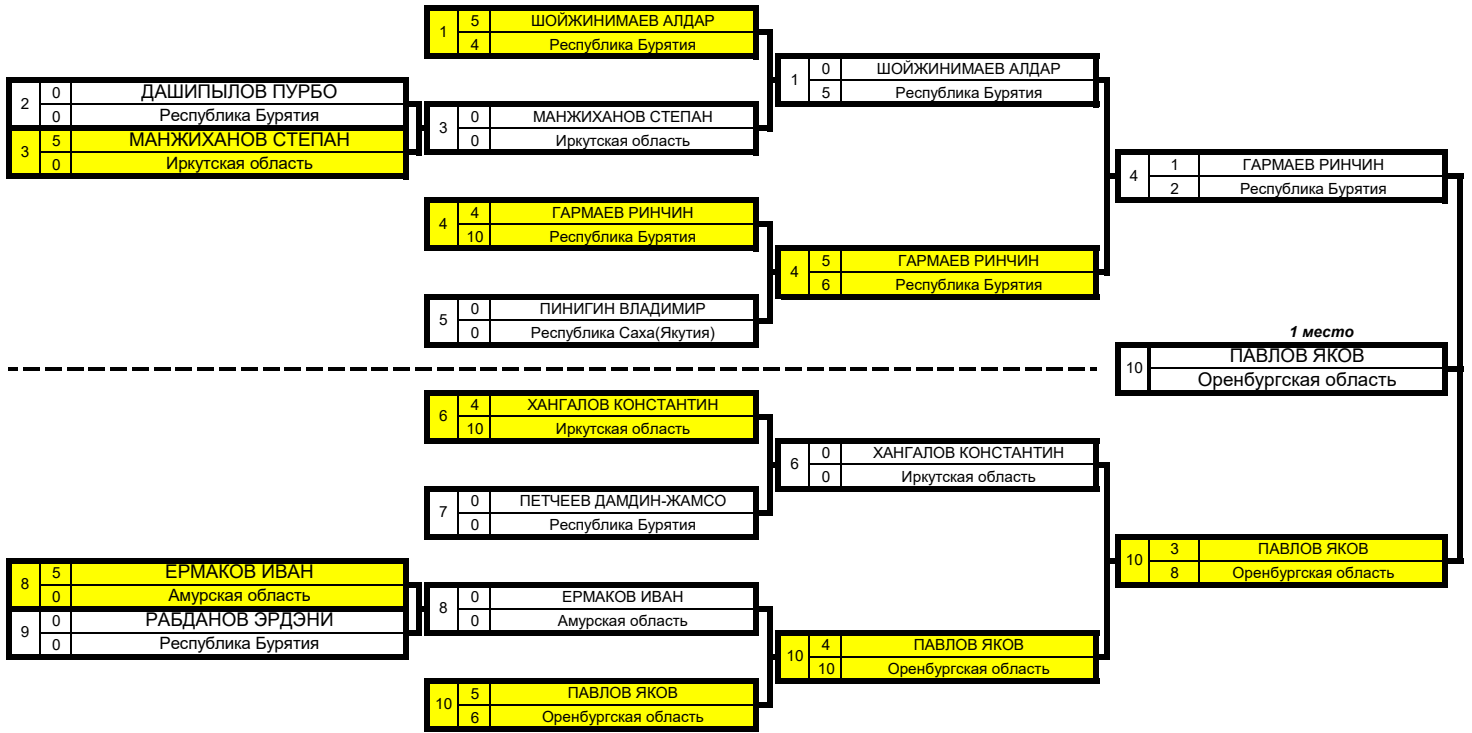 1 5 ШОЙЖИНИМАЕВ АЛДАР
4 Республика Бурятия
2 0 ДАШИПЫЛОВ ПУРБО
0 Республика Бурятия
3 5 МАНЖИХАНОВ СТЕПАН
0 Иркутская область
3 0 МАНЖИХАНОВ СТЕПАН
0 Иркутская область
4 4 ГАРМАЕВ РИНЧИН
10 Республика Бурятия
5 0 ПИНИГИН ВЛАДИМИР
0 Республика Саха(Якутия)
1 0 ШОЙЖИНИМАЕВ АЛДАР
5 Республика Бурятия
4 5 ГАРМАЕВ РИНЧИН
6 Республика Бурятия
4 1 ГАРМАЕВ РИНЧИН
2 Республика Бурятия
1 место
10 ПАВЛОВ ЯКОВ
Оренбургская область
6 4 ХАНГАЛОВ КОНСТАНТИН
10 Иркутская область
7 0 ПЕТЧЕЕВ ДАМДИН-ЖАМСО
0 Республика Бурятия
8 5 ЕРМАКОВ ИВАН
0 Амурская область
9 0 РАБДАНОВ ЭРДЭНИ
0 Республика Бурятия
8 0 ЕРМАКОВ ИВАН
0 Амурская область
10 5 ПАВЛОВ ЯКОВ
6 Оренбургская область
6 0 ХАНГАЛОВ КОНСТАНТИН
0 Иркутская область
10 4 ПАВЛОВ ЯКОВ
10 Оренбургская область
10 3 ПАВЛОВ ЯКОВ
8 Оренбургская область